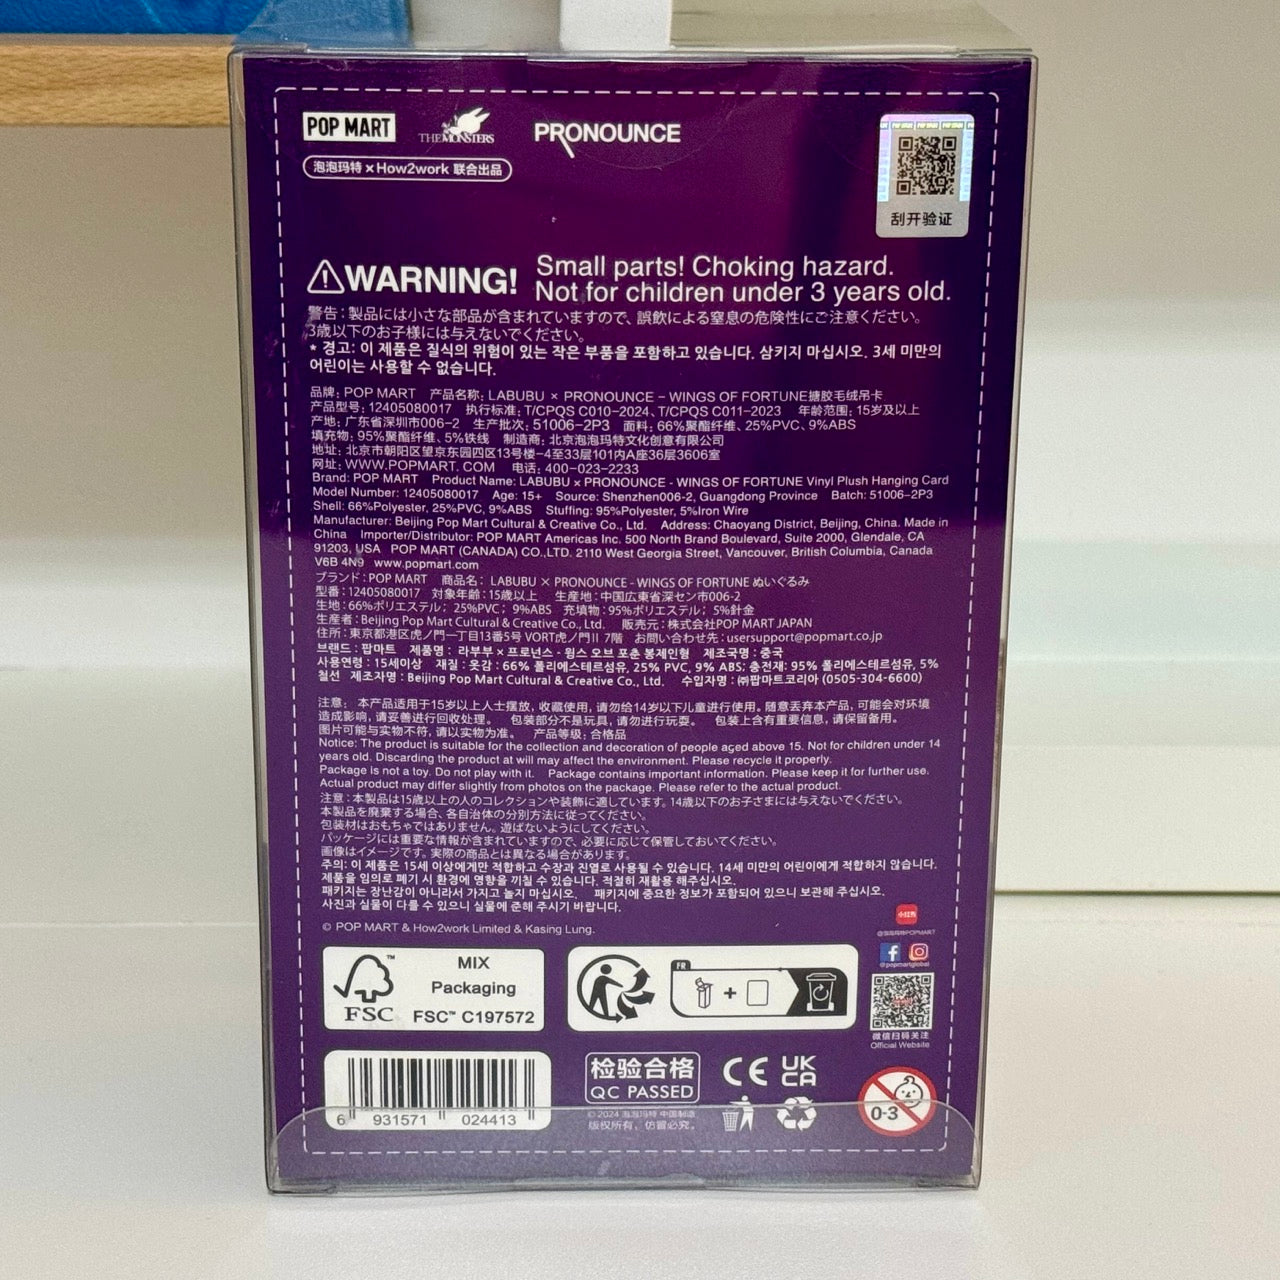 POP MART
THE MONSTERS
PRONOUNCE
泡泡玛特 × How2work 联合出品
刮开验证
WARNING! Small parts! Choking hazard.
Not for children under 3 years old.
警告：製品には小さな部品が含まれていますので、誤飲による窒息の危険性にご注意ください。
3歳以下のお子様には与えないでください。
* 경고: 이 제품은 질식의 위험이 있는 작은 부품을 포함하고 있습니다. 삼키지 마십시오. 3세 미만의
어린이는 사용할 수 없습니다.
品牌：POP MART 产品名称：LABUBU × PRONOUNCE - WINGS OF FORTUNE搪胶毛绒吊卡
产品型号：12405080017 执行标准：T/CPQS C010-2024、T/CPQS C011-2023 年龄范围：15岁及以上
产地：广东省深圳市006-2 生产批次：51006-2P3 面料：66%聚酯纤维、25%PVC、9%ABS
填充物：95%聚酯纤维、5%铁线 制造商：北京泡泡玛特文化创意有限公司
地址：北京市朝阳区望京东园四区13号楼-4至33层101内A座36层3606室
网址：WWW.POPMART.COM 电话：400-023-2233
Brand: POP MART Product Name: LABUBU × PRONOUNCE - WINGS OF FORTUNE Vinyl Plush Hanging Card
Model Number: 12405080017 Age: 15+ Source: Shenzhen006-2, Guangdong Province Batch: 51006-2P3
Shell: 66%Polyester, 25%PVC, 9%ABS Stuffing: 95%Polyester, 5%Iron Wire
Manufacturer: Beijing Pop Mart Cultural & Creative Co., Ltd. Address: Chaoyang District, Beijing, China. Made in
China Importer/Distributor: POP MART Americas Inc. 500 North Brand Boulevard, Suite 2000, Glendale, CA
91203, USA POP MART (CANADA) CO.,LTD. 2110 West Georgia Street, Vancouver, British Columbia, Canada
V6B 4N9 www.popmart.com
ブランド：POP MART 商品名：LABUBU × PRONOUNCE - WINGS OF FORTUNE ぬいぐるみ
型番：12405080017 対象年齢：15歳以上 生産地：中国広東省深セン市006-2
生地：66%ポリエステル；25%PVC；9%ABS 充填物：95%ポリエステル；5%針金
生産者：Beijing Pop Mart Cultural & Creative Co., Ltd. 販売元：株式会社POP MART JAPAN
住所：東京都港区虎ノ門一丁目13番5号 VORT虎ノ門II 7階 お問い合わせ先：usersupport@popmart.co.jp
브랜드 : 팝마트 제품명 : 라부부 × 프로넌스 - 윙스 오브 포춘 봉제인형 제조국명 : 중국
사용연령 : 15세이상 재질 : 옷감 : 66% 폴리에스테르섬유, 25% PVC, 9% ABS; 충전재: 95% 폴리에스테르섬유, 5%
철선 제조자명 : Beijing Pop Mart Cultural & Creative Co., Ltd. 수입자명 : ㈜팝마트코리아 (0505-304-6600)
注意：本产品适用于15岁以上人士摆放，收藏使用，请勿给14岁以下儿童进行使用。随意丢弃本产品，可能会对环境
造成影响，请妥善进行回收处理。 包装部分不是玩具，请勿进行玩耍。 包装上含有重要信息，请保留备用。
图片可能与实物不符，请以实物为准。 产品等级：合格品
Notice: The product is suitable for the collection and decoration of people aged above 15. Not for children under 14
years old. Discarding the product at will may affect the environment. Please recycle it properly.
Package is not a toy. Do not play with it. Package contains important information. Please keep it for further use.
Actual product may differ slightly from photos on the package. Please refer to the actual product.
注意：本製品は15歳以上の人のコレクションや装飾に適しています。14歳以下のお子さまには与えないでください。
本製品を廃棄する場合、各自治体の分別方法に従ってください。
包装材はおもちゃではありません。遊ばないようにしてください。
パッケージには重要な情報が含まれていますので、必要に応じて保管しておいてください。
画像はイメージです。実際の商品とは異なる場合があります。
주의: 이 제품은 15세 이상에게만 적합하고 수장과 진열로 사용될 수 있습니다. 14세 미만의 어린이에게 적합하지 않습니다.
제품을 임의로 폐기 시 환경에 영향을 끼칠 수 있습니다. 적절히 재활용 해주십시오.
패키지는 장난감이 아니라서 가지고 놀지 마십시오. 패키지에 중요한 정보가 포함되어 있으니 보관해 주십시오.
사진과 실물이 다를 수 있으니 실물에 준해 주시기 바랍니다.
© POP MART & How2work Limited & Kasing Lung.
小红书
@泡泡玛特POPMART
@popmartglobal
微信扫码关注
Official Website
FSC™
MIX
Packaging
FSC™ C197572
FR
+
6 931571 024413
检验合格
QC PASSED
© 2024 泡泡玛特 中国制造
版权所有，仿冒必究。
CE
UK
CA
0-3